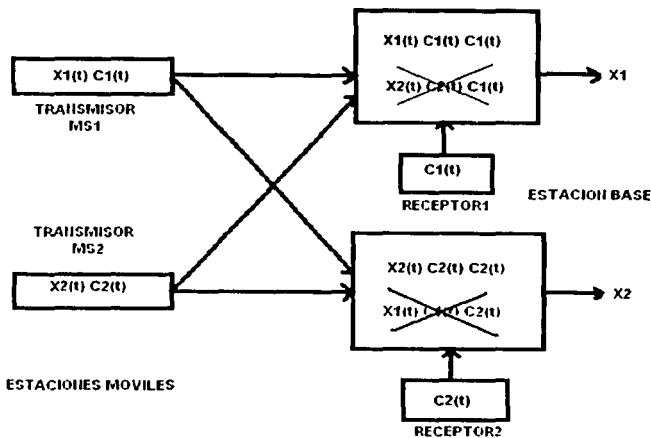 X1(t) C1(t)
TRANSMISOR
MS1
X1(t) C1(t) C1(t)
X2(t) C2(t) C1(t)
X1
C1(t)
RECEPTOR1
ESTACION BASE
TRANSMISOR
MS2
X2(t) C2(t)
X2(t) C2(t) C2(t)
X1(t) C1(t) C2(t)
X2
ESTACIONES MOVILES
C2(t)
RECEPTOR2